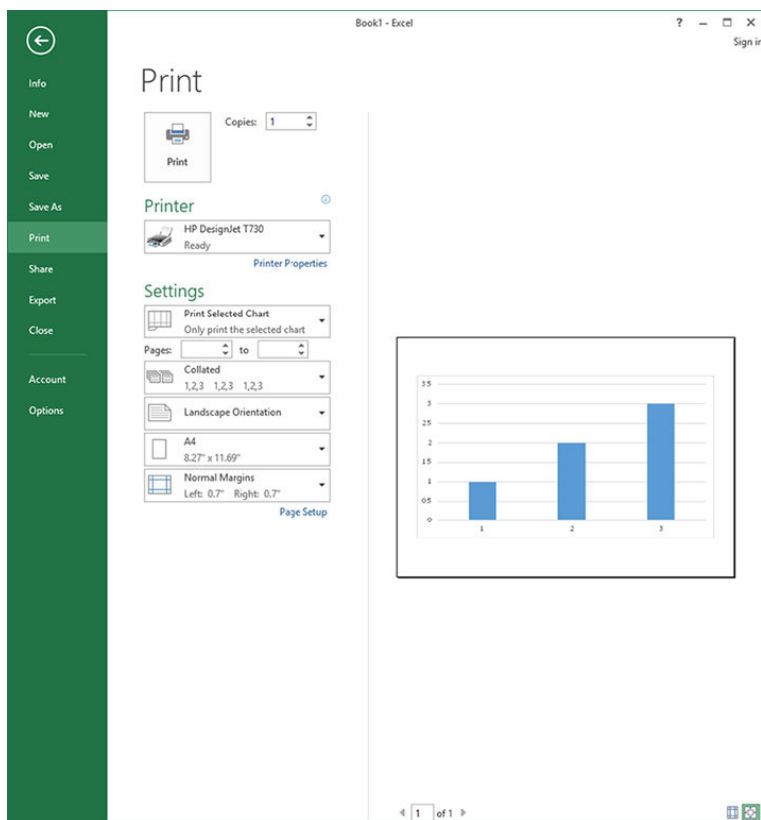 Book1 - Excel
?
Sign in
Info
New
Open
Save
Save As
Print
Share
Export
Close
Account
Options
Print
Print
Copies: 1
Printer
HP DesignJet T730
Ready
Printer Properties
Settings
Print Selected Chart
Only print the selected chart
Pages: to
Collated
1,2,3 1,2,3 1,2,3
Landscape Orientation
A4
8.27" x 11.69"
Normal Margins
Left: 0.7" Right: 0.7"
Page Setup
3.5
3
2.5
2
1.5
1
0.5
0
1 2 3
1 of 1